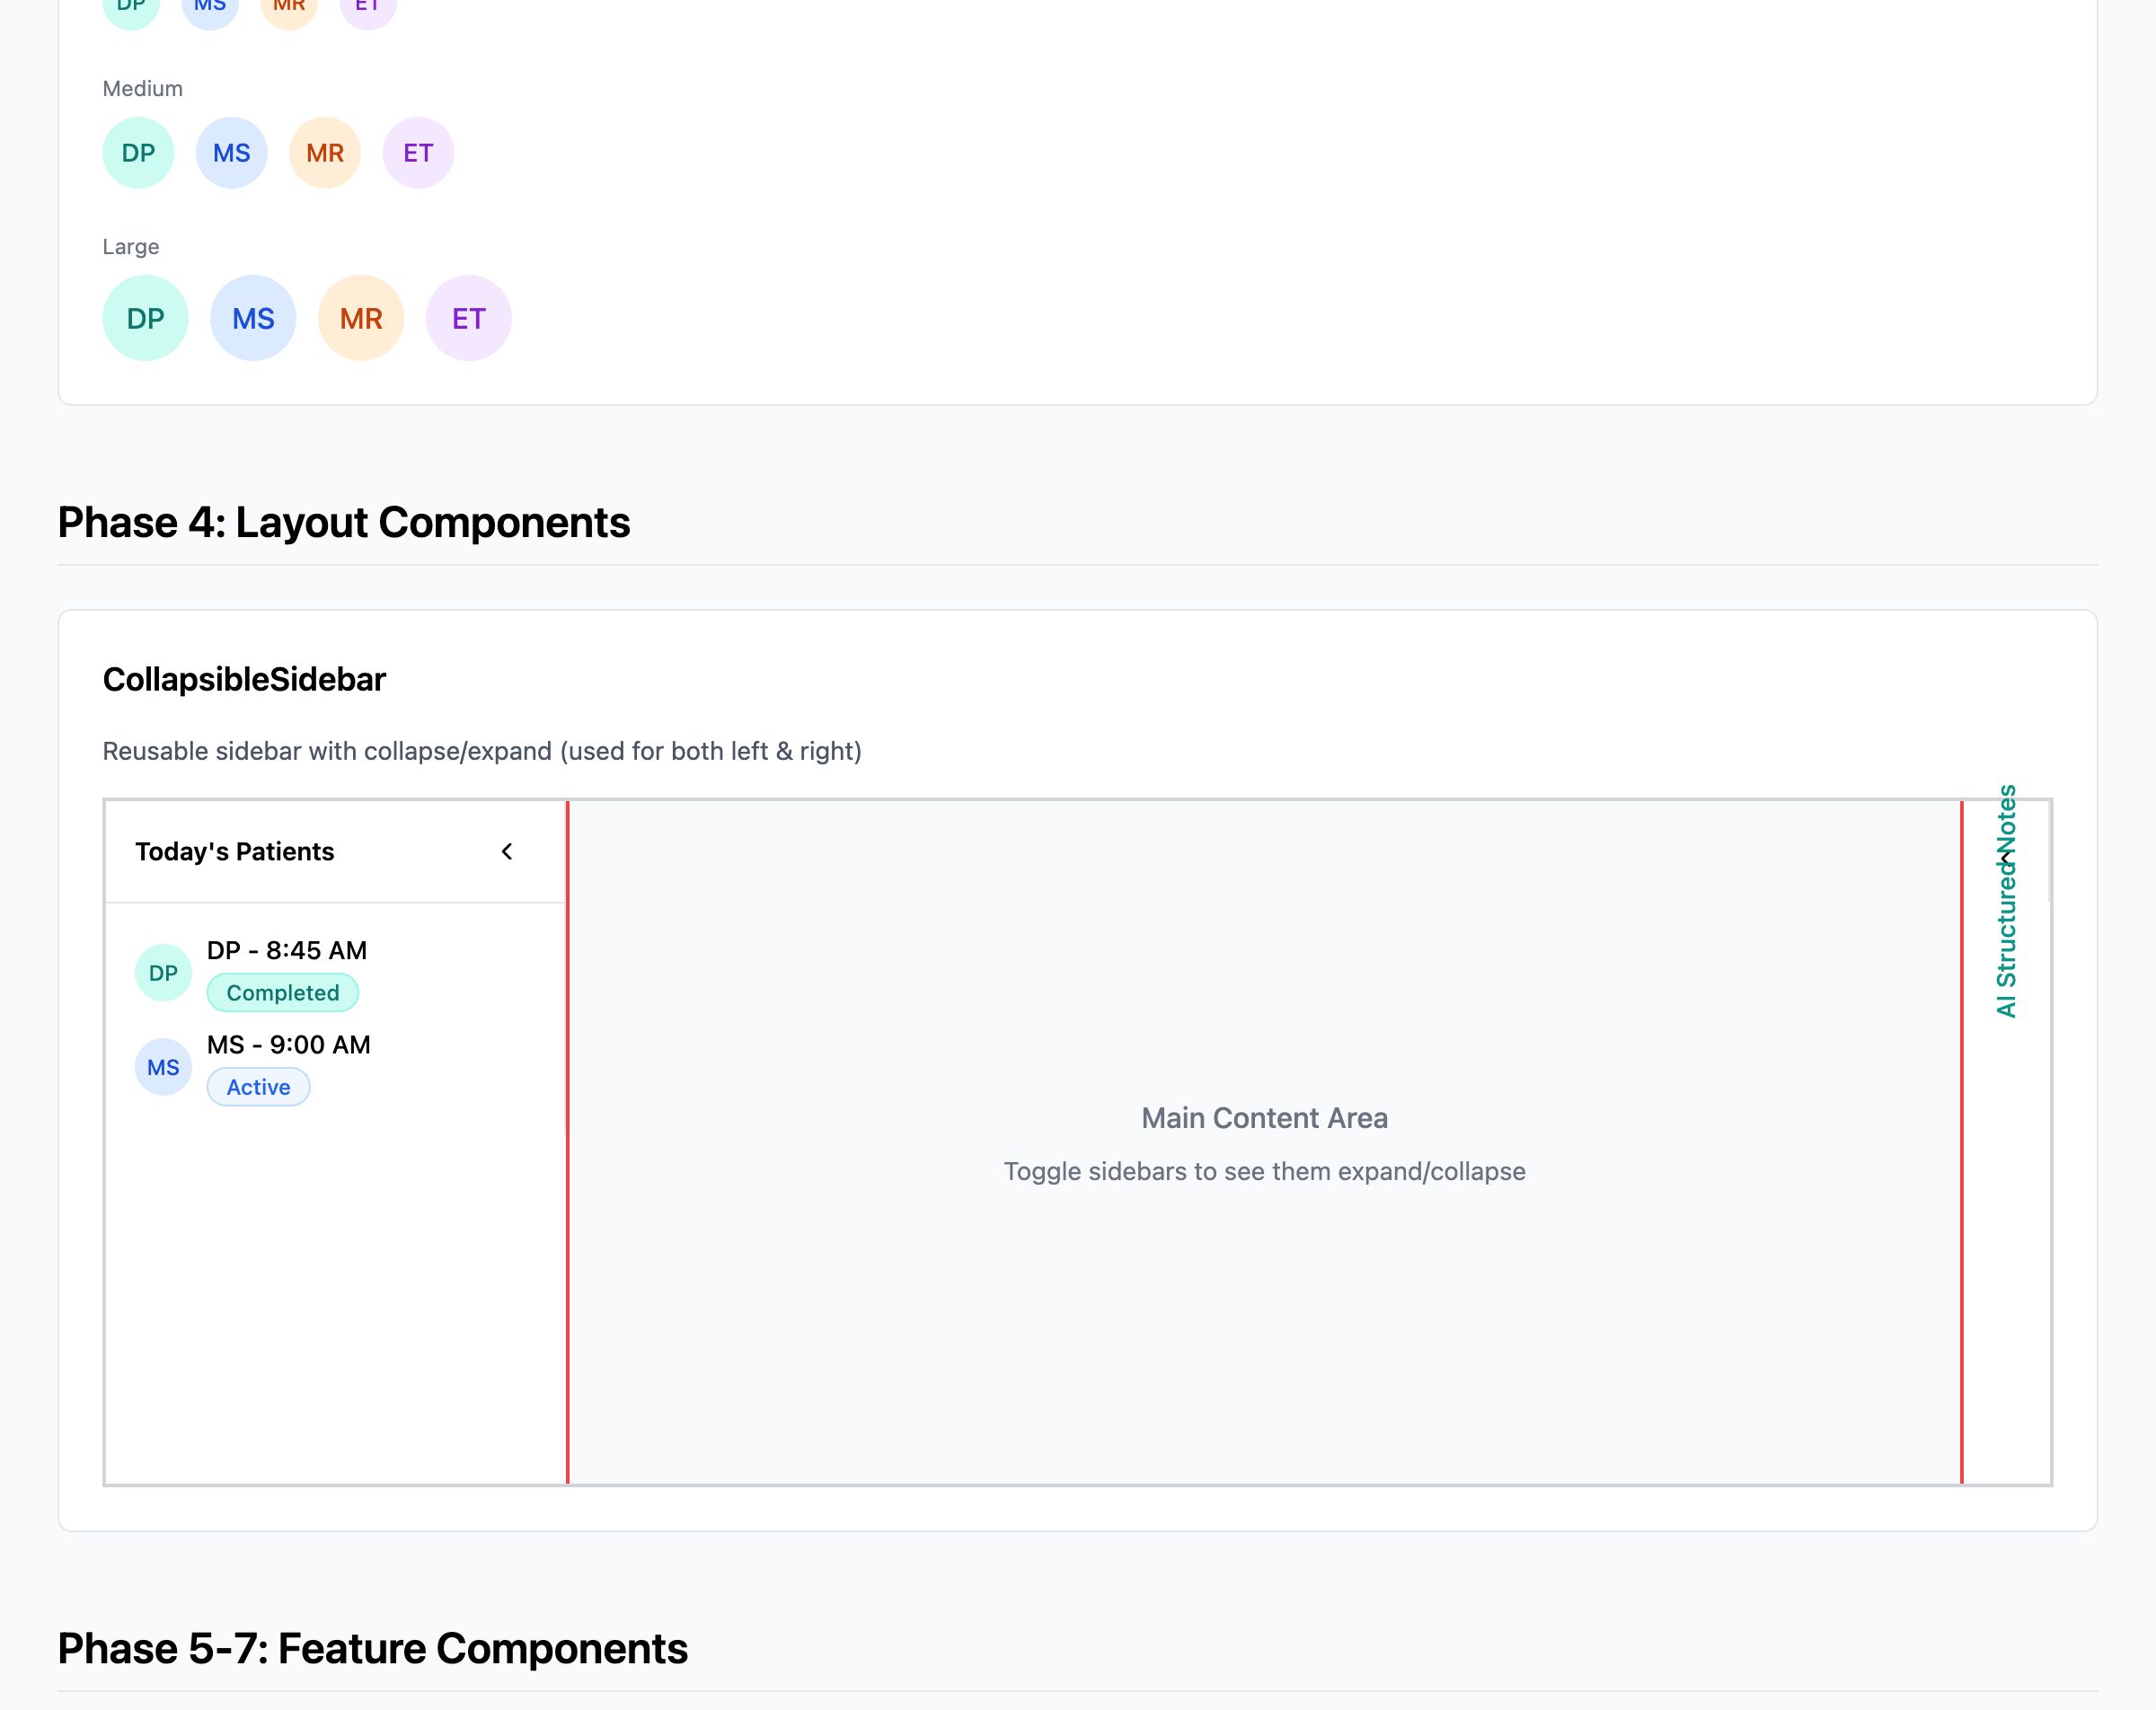 DP MS MR ET
Medium
DP MS MR ET
Large
DP MS MR ET
Phase 4: Layout Components
CollapsibleSidebar
Reusable sidebar with collapse/expand (used for both left & right)
Today's Patients
DP
DP - 8:45 AM
Completed
MS
MS - 9:00 AM
Active
Main Content Area
Toggle sidebars to see them expand/collapse
AI Structured Notes
Phase 5-7: Feature Components